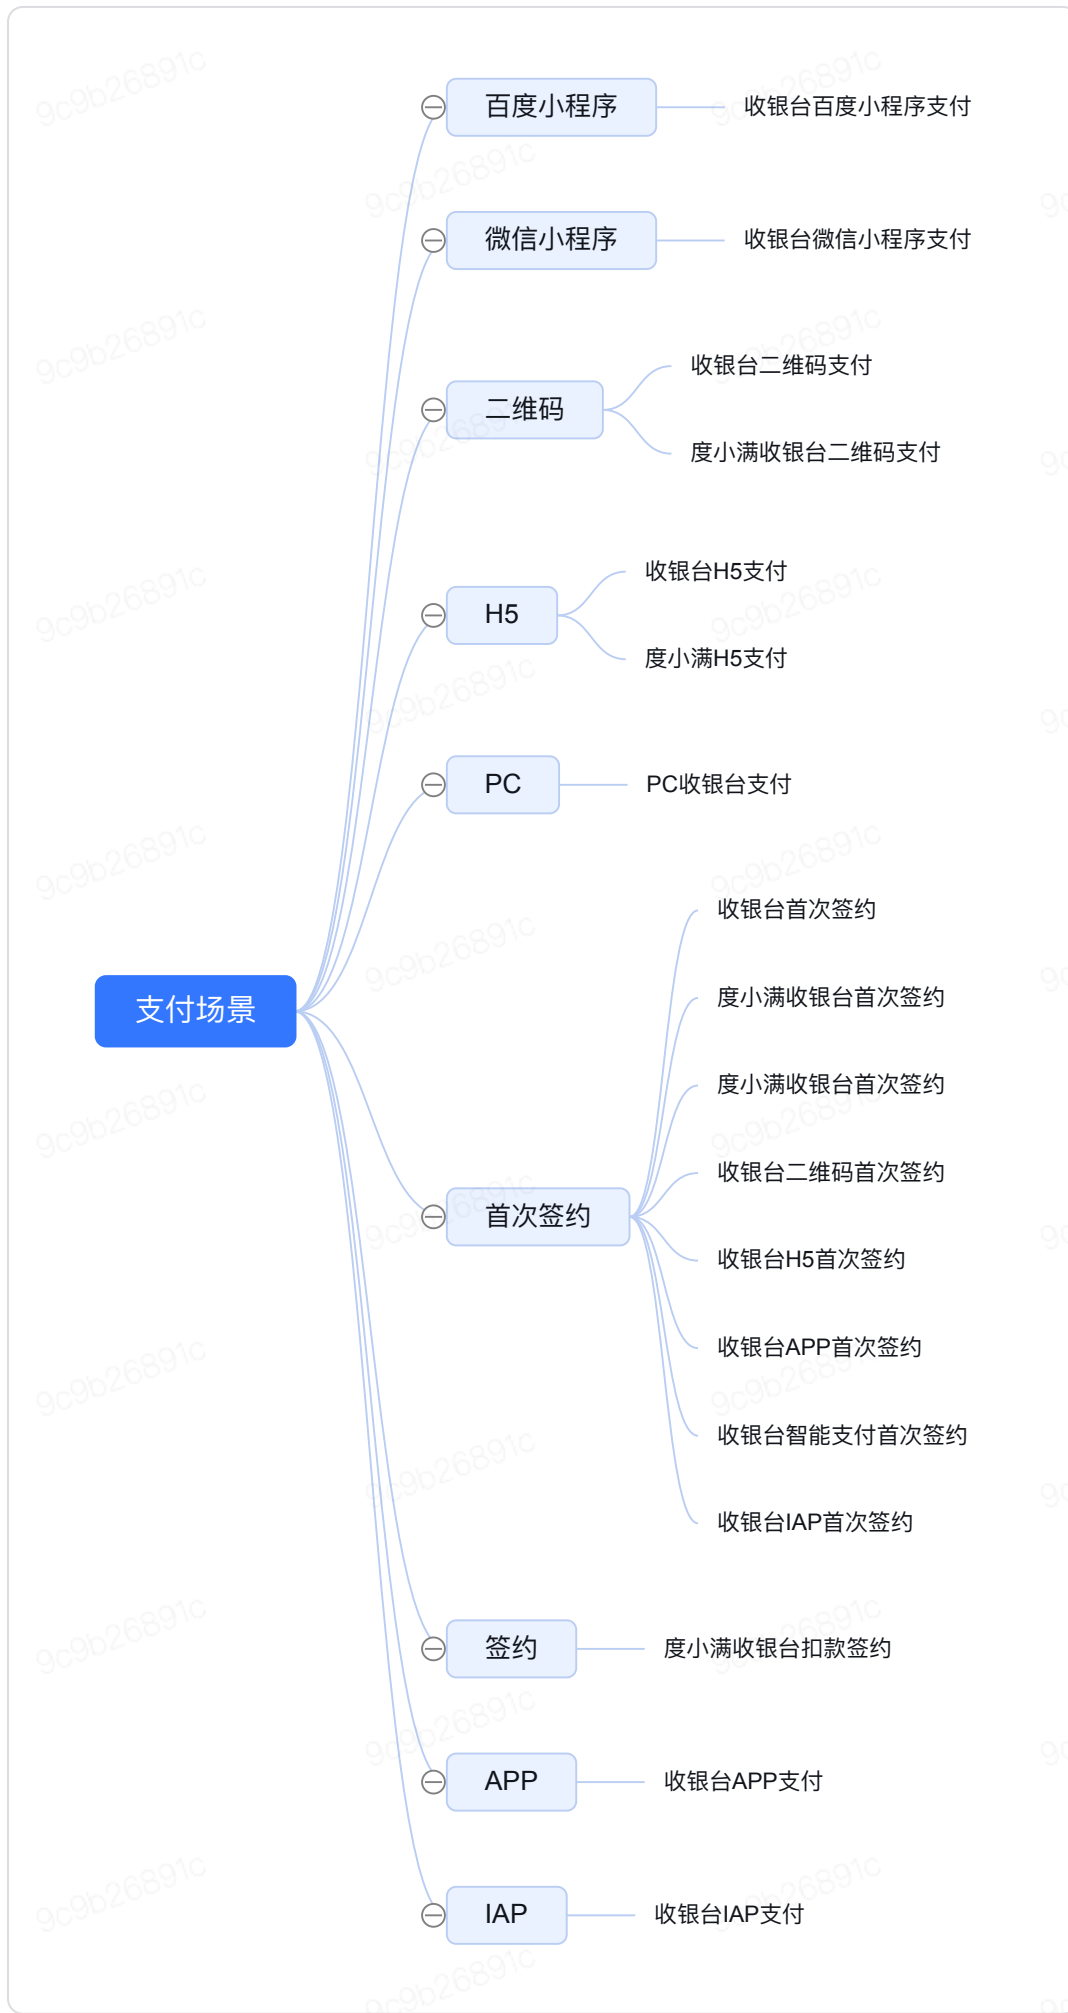 百度小程序
收银台百度小程序支付
微信小程序
收银台微信小程序支付
二维码
收银台二维码支付
度小满收银台二维码支付
H5
收银台H5支付
度小满H5支付
PC
PC收银台支付
支付场景
首次签约
收银台首次签约
度小满收银台首次签约
度小满收银台首次签约
收银台二维码首次签约
收银台H5首次签约
收银台APP首次签约
收银台智能支付首次签约
收银台IAP首次签约
签约
度小满收银台扣款签约
APP
收银台APP支付
IAP
收银台IAP支付
9c9b26891c